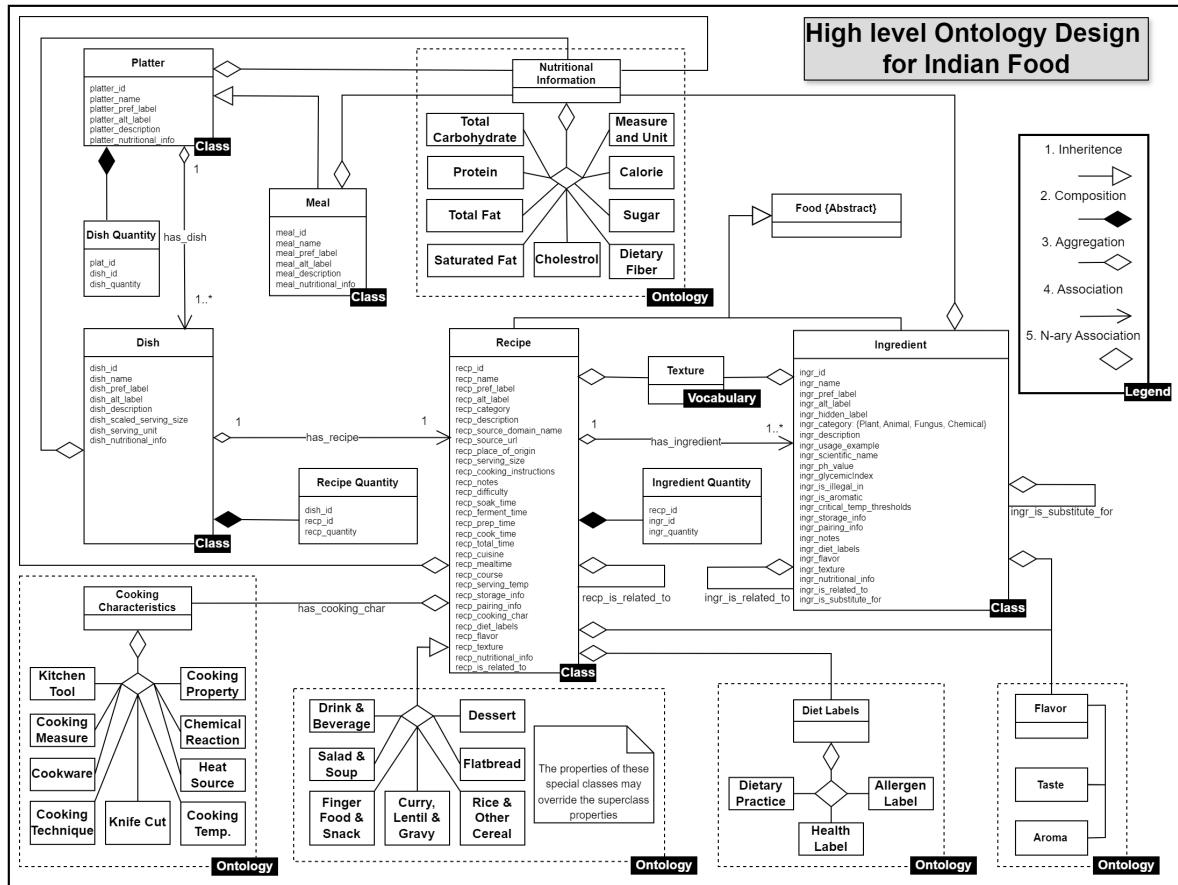 High level Ontology Design
for Indian Food
Platter
platter_id
platter_name
platter_pref_label
platter_alt_label
platter_description
platter_nutritional_info
Class
1
has_dish
1..*
Dish Quantity
plat_id
dish_id
dish_quantity
Meal
meal_id
meal_name
meal_pref_label
meal_alt_label
meal_description
meal_nutritional_info
Class
Nutritional
Information
Total
Carbohydrate
Measure
and Unit
Protein
Calorie
Total Fat
Sugar
Saturated Fat
Cholestrol
Dietary
Fiber
Ontology
Food {Abstract}
1. Inheritence
2. Composition
3. Aggregation
4. Association
5. N-ary Association
Legend
Dish
dish_id
dish_name
dish_pref_label
dish_alt_label
dish_description
dish_scaled_serving_size
dish_serving_unit
dish_nutritional_info
Class
1
has_recipe
1
Recipe Quantity
dish_id
recp_id
recp_quantity
Recipe
recp_id
recp_name
recp_pref_label
recp_alt_label
recp_category
recp_description
recp_source_domain_name
recp_source_url
recp_place_of_origin
recp_serving_size
recp_cooking_instructions
recp_notes
recp_difficulty
recp_soak_time
recp_ferment_time
recp_prep_time
recp_cook_time
recp_total_time
recp_cuisine
recp_mealtime
recp_course
recp_serving_temp
recp_storage_info
recp_pairing_info
recp_cooking_char
recp_diet_labels
recp_flavor
recp_texture
recp_nutritional_info
recp_is_related_to
Class
Texture
Vocabulary
1
has_ingredient
1..*
Ingredient Quantity
recp_id
ingr_id
ingr_quantity
recp_is_related_to
ingr_is_related_to
Ingredient
ingr_id
ingr_name
ingr_pref_label
ingr_alt_label
ingr_hidden_label
ingr_category: {Plant, Animal, Fungus, Chemical}
ingr_description
ingr_usage_example
ingr_scientific_name
ingr_ph_value
ingr_glycemicIndex
ingr_is_illegal_in
ingr_is_aromatic
ingr_critical_temp_thresholds
ingr_storage_info
ingr_pairing_info
ingr_notes
ingr_diet_labels
ingr_flavor
ingr_texture
ingr_nutritional_info
ingr_is_related_to
ingr_is_substitute_for
Class
ingr_is_substitute_for
Cooking
Characteristics
has_cooking_char
Kitchen
Tool
Cooking
Property
Cooking
Measure
Chemical
Reaction
Cookware
Heat
Source
Cooking
Technique
Knife Cut
Cooking
Temp.
Ontology
Drink &
Beverage
Dessert
Salad &
Soup
Flatbread
Finger
Food &
Snack
Curry,
Lentil &
Gravy
Rice &
Other
Cereal
The properties of these
special classes may
override the superclass
properties
Ontology
Diet Labels
Dietary
Practice
Allergen
Label
Health
Label
Ontology
Flavor
Taste
Aroma
Ontology